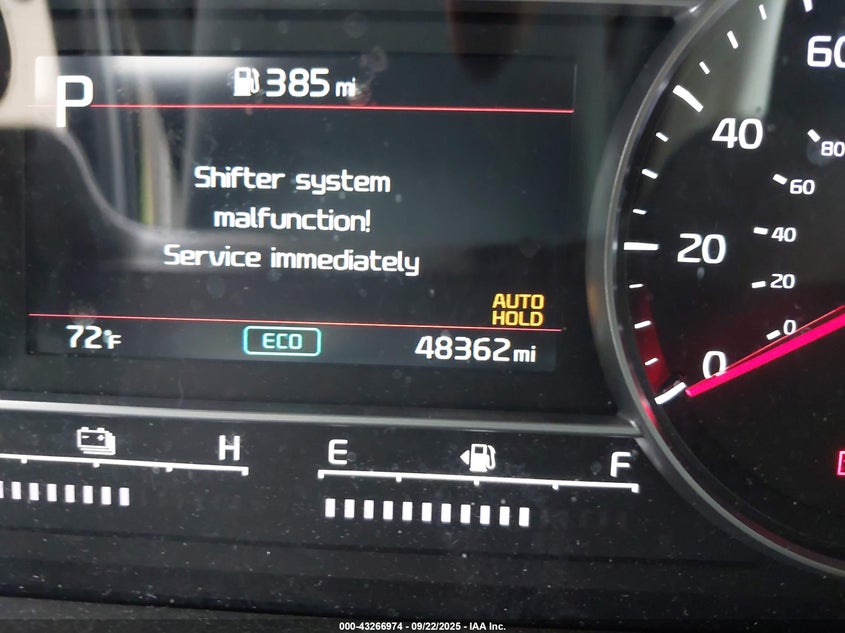 P
385 mi
Shifter system
malfunction!
Service immediately
AUTO
HOLD
72°F
ECO
48362 mi
H
E
F
60
40
20
0
80
60
40
20
0
000-43266974 - 09/22/2025 - IAA Inc.